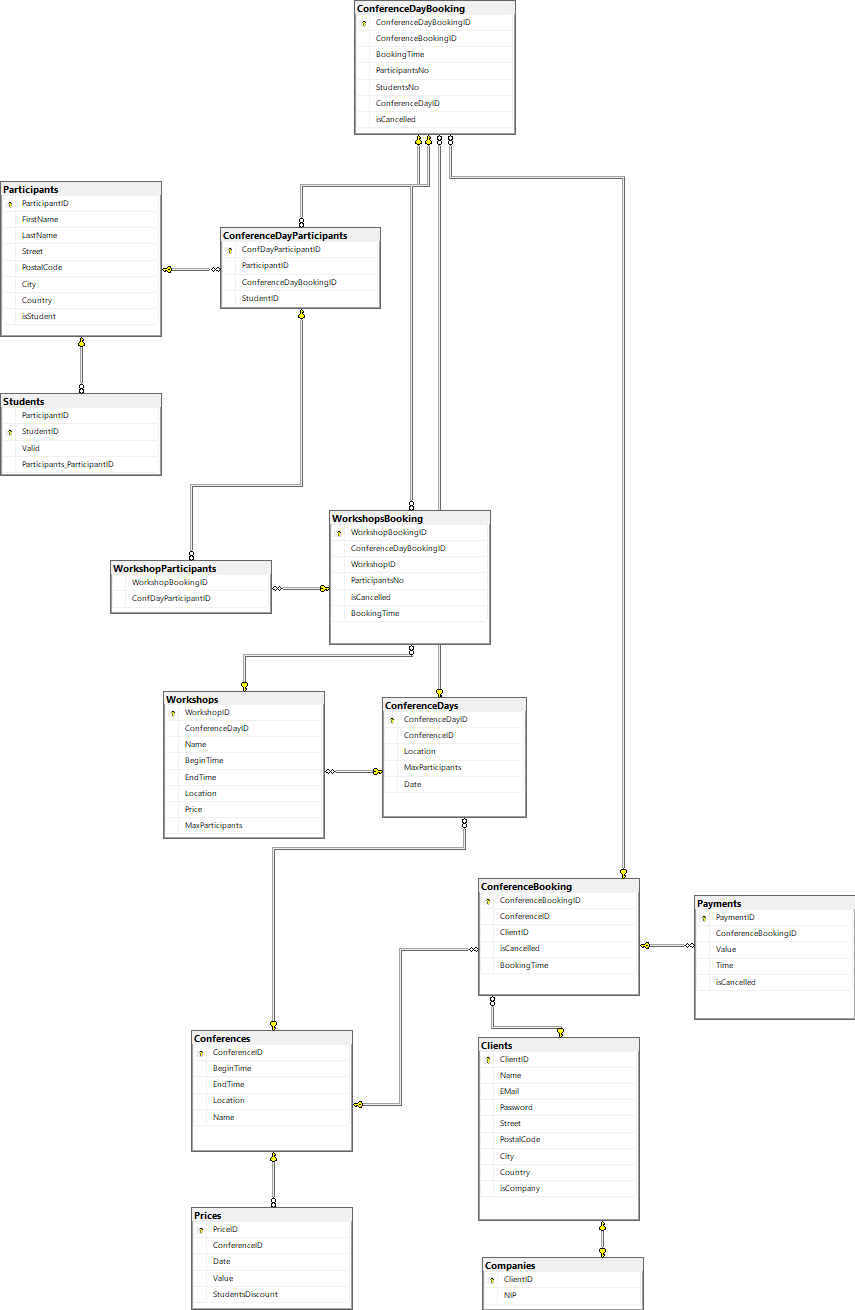 ConferenceDayBooking
ConferenceDayBookingID
ConferenceBookingID
BookingTime
ParticipantsNo
StudentsNo
ConferenceDayID
isCancelled
Participants
ParticipantID
FirstName
LastName
Street
PostalCode
City
Country
isStudent
ConferenceDayParticipants
ConfDayParticipantID
ParticipantID
ConferenceDayBookingID
StudentID
Students
ParticipantID
StudentID
Valid
Participants_ParticipantID
WorkshopsBooking
WorkshopBookingID
ConferenceDayBookingID
WorkshopID
ParticipantsNo
isCancelled
BookingTime
WorkshopParticipants
WorkshopBookingID
ConfDayParticipantID
Workshops
WorkshopID
ConferenceDayID
Name
BeginTime
EndTime
Location
Price
MaxParticipants
ConferenceDays
ConferenceDayID
ConferenceID
Location
MaxParticipants
Date
ConferenceBooking
ConferenceBookingID
ConferenceID
ClientID
isCancelled
BookingTime
Payments
PaymentID
ConferenceBookingID
Value
Time
isCancelled
Conferences
ConferenceID
BeginTime
EndTime
Location
Name
Clients
ClientID
Name
EMail
Password
Street
PostalCode
City
Country
isCompany
Prices
PriceID
ConferenceID
Date
Value
StudentsDiscount
Companies
ClientID
NIP